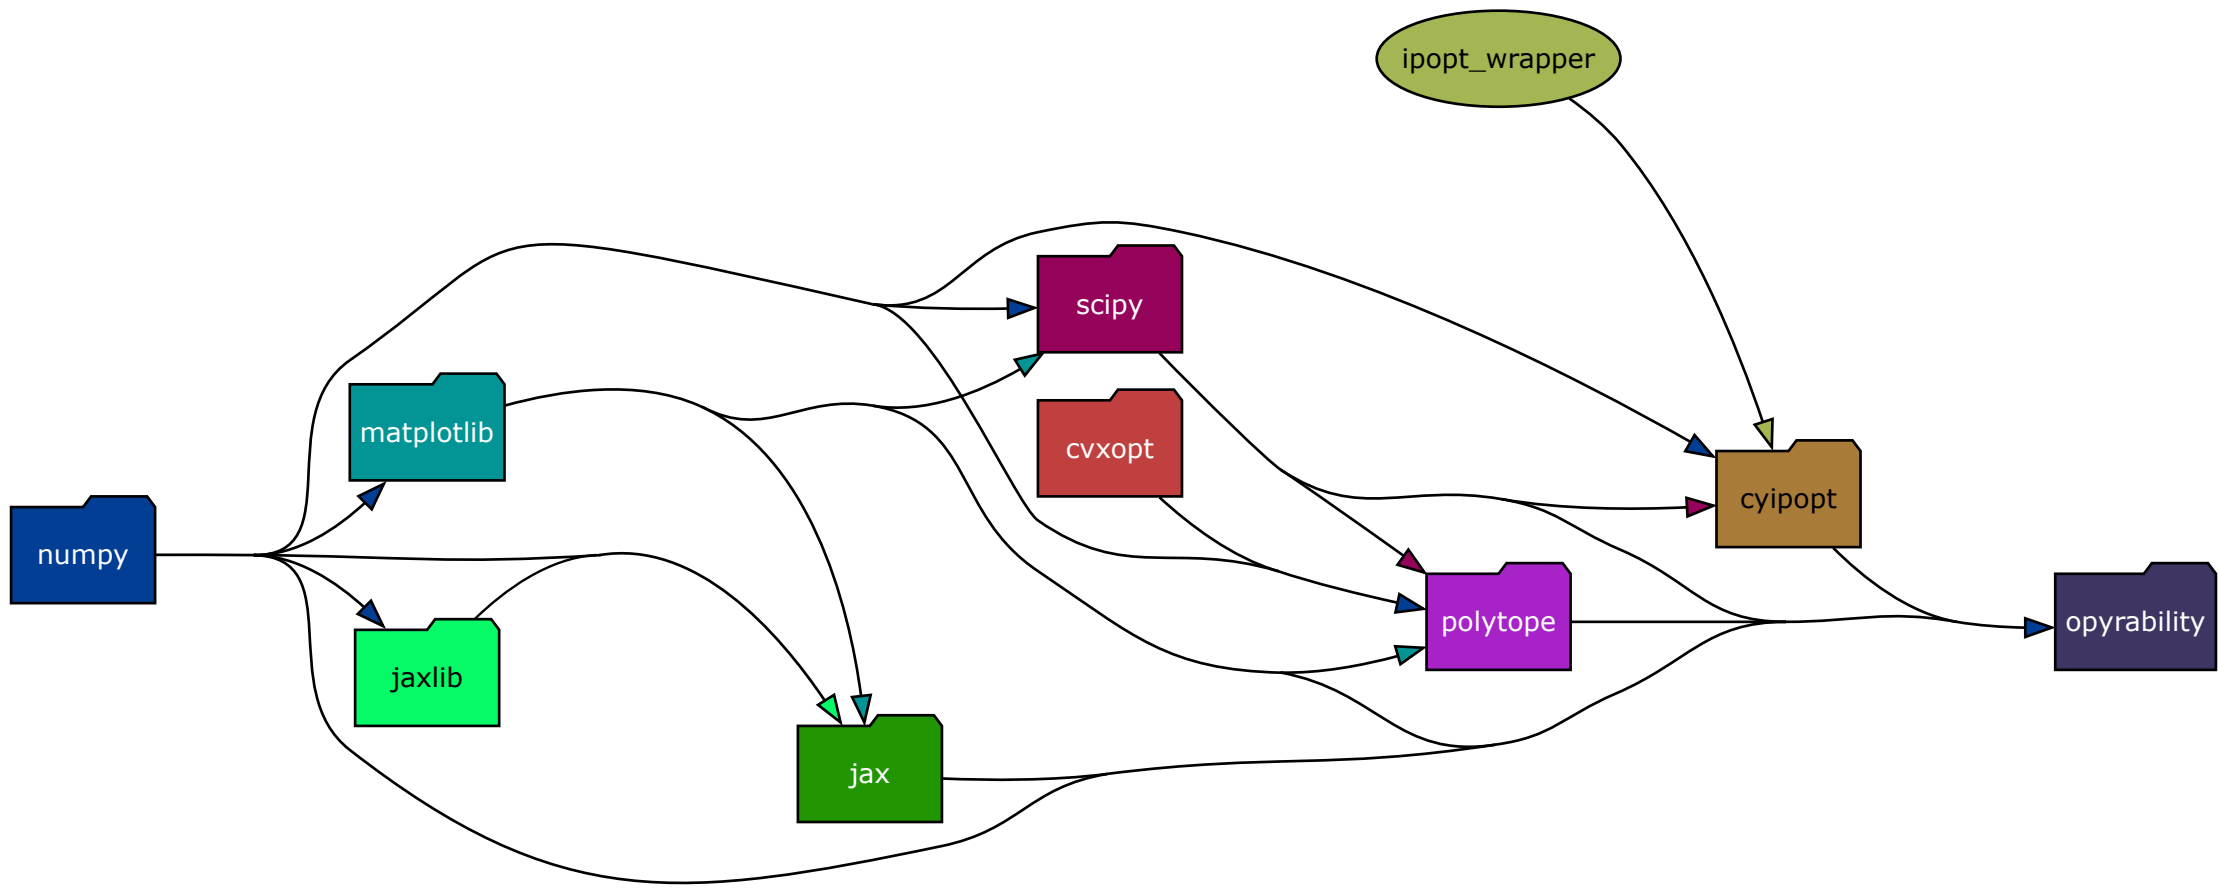 ipopt_wrapper
scipy
matplotlib
cvxopt
cyipopt
numpy
polytope
opyrability
jaxlib
jax